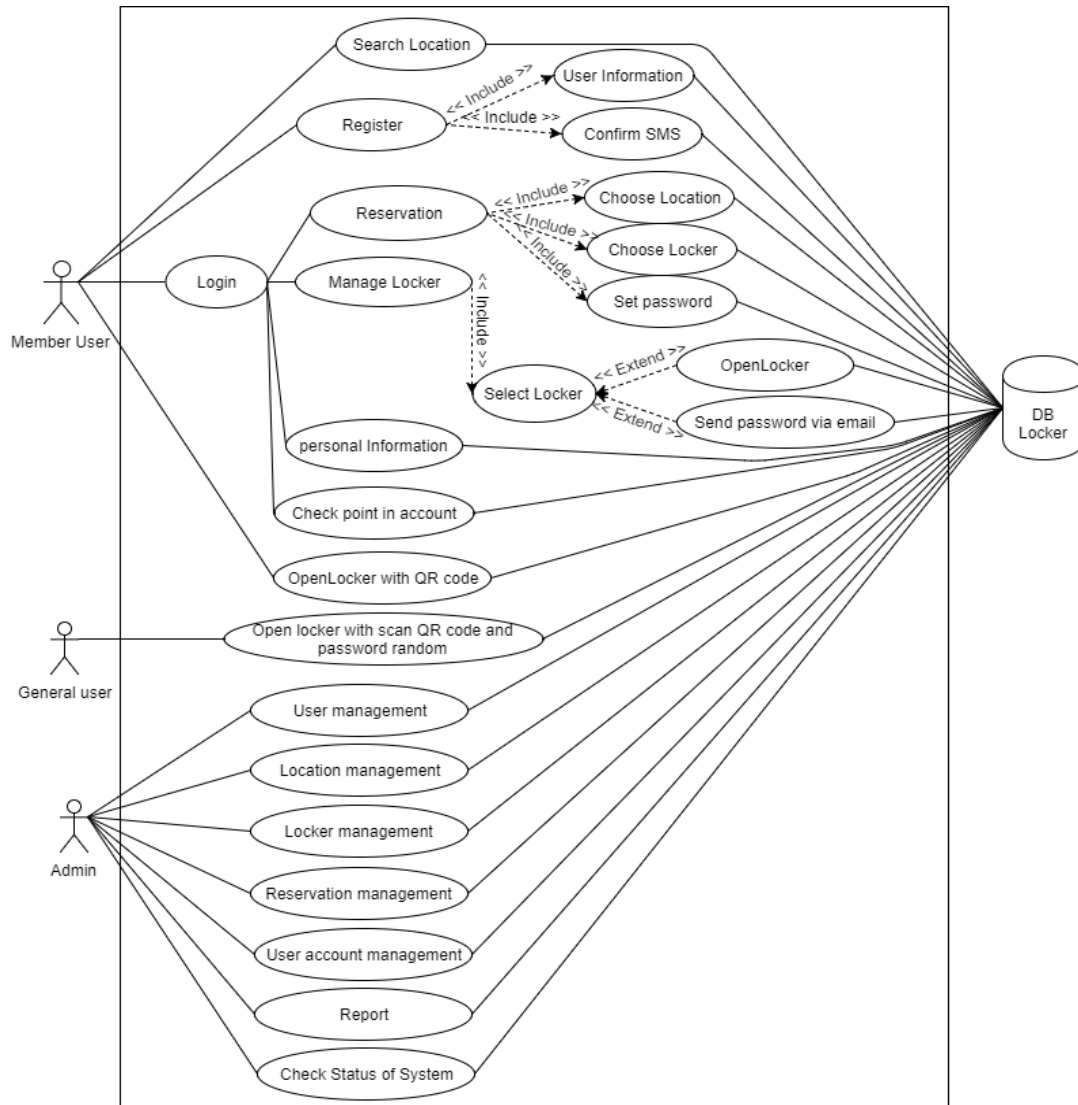 Search Location
<< Include >>
User Information
Register
<< Include >>
Confirm SMS
Reservation
<< Include >>
Choose Location
<< Include >>
Choose Locker
<< Include >>
Set password
Member User
Login
Manage Locker
<< Include >>
Select Locker
<< Extend >>
OpenLocker
<< Extend >>
Send password via email
DB
Locker
personal Information
Check point in account
OpenLocker with QR code
General user
Open locker with scan QR code and
password random
Admin
User management
Location management
Locker management
Reservation management
User account management
Report
Check Status of System